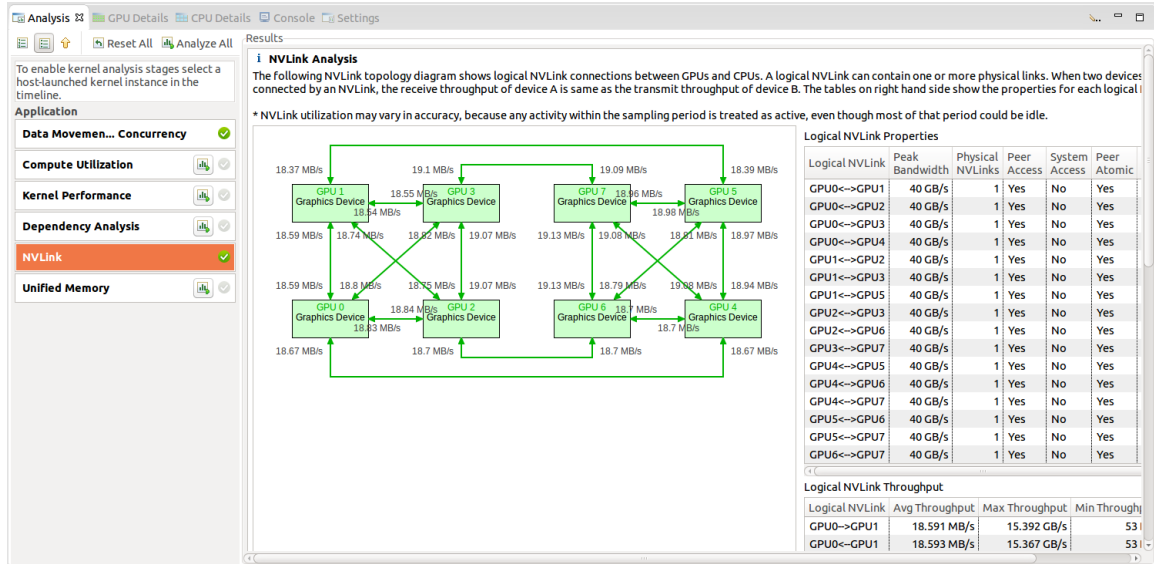 Analysis GPU Details CPU Details Console Settings
Reset All Analyze All
To enable kernel analysis stages select a
host-launched kernel instance in the
timeline.
Application
Data Movemen... Concurrency
Compute Utilization
Kernel Performance
Dependency Analysis
NVLink
Unified Memory
Results
i NVLink Analysis
The following NVLink topology diagram shows logical NVLink connections between GPUs and CPUs. A logical NVLink can contain one or more physical links. When two devices
connected by an NVLink, the receive throughput of device A is same as the transmit throughput of device B. The tables on right hand side show the properties for each logical
* NVLink utilization may vary in accuracy, because any activity within the sampling period is treated as active, even though most of that period could be idle.
18.37 MB/s 19.1 MB/s 19.09 MB/s 18.39 MB/s
GPU 1 18.55 MB/s GPU 3 GPU 7 18.96 MB/s GPU 5
Graphics Device Graphics Device Graphics Device Graphics Device
18.54 MB/s 18.98 MB/s
18.59 MB/s 18.74 MB/s 18.82 MB/s 19.07 MB/s 19.13 MB/s 19.08 MB/s 18.81 MB/s 18.97 MB/s
18.59 MB/s 18.8 MB/s 18.75 MB/s 19.07 MB/s 19.13 MB/s 18.79 MB/s 19.08 MB/s 18.94 MB/s
GPU 0 18.84 MB/s GPU 2 GPU 6 18.7 MB/s GPU 4
Graphics Device Graphics Device Graphics Device Graphics Device
18.83 MB/s 18.7 MB/s
18.67 MB/s 18.7 MB/s 18.7 MB/s 18.67 MB/s
Logical NVLink Properties
Logical NVLink Peak Bandwidth Physical NVLinks Peer Access System Access Peer Atomic
GPU0<-->GPU1 40 GB/s 1 Yes No Yes
GPU0<-->GPU2 40 GB/s 1 Yes No Yes
GPU0<-->GPU3 40 GB/s 1 Yes No Yes
GPU0<-->GPU4 40 GB/s 1 Yes No Yes
GPU1<-->GPU2 40 GB/s 1 Yes No Yes
GPU1<-->GPU3 40 GB/s 1 Yes No Yes
GPU1<-->GPU5 40 GB/s 1 Yes No Yes
GPU2<-->GPU3 40 GB/s 1 Yes No Yes
GPU2<-->GPU6 40 GB/s 1 Yes No Yes
GPU3<-->GPU7 40 GB/s 1 Yes No Yes
GPU4<-->GPU5 40 GB/s 1 Yes No Yes
GPU4<-->GPU6 40 GB/s 1 Yes No Yes
GPU4<-->GPU7 40 GB/s 1 Yes No Yes
GPU5<-->GPU6 40 GB/s 1 Yes No Yes
GPU5<-->GPU7 40 GB/s 1 Yes No Yes
GPU6<-->GPU7 40 GB/s 1 Yes No Yes
Logical NVLink Throughput
Logical NVLink Avg Throughput Max Throughput Min
GPU0-->GPU1 18.591 MB/s 15.392 GB/s 53
GPU0<--GPU1 18.593 MB/s 15.367 GB/s 53